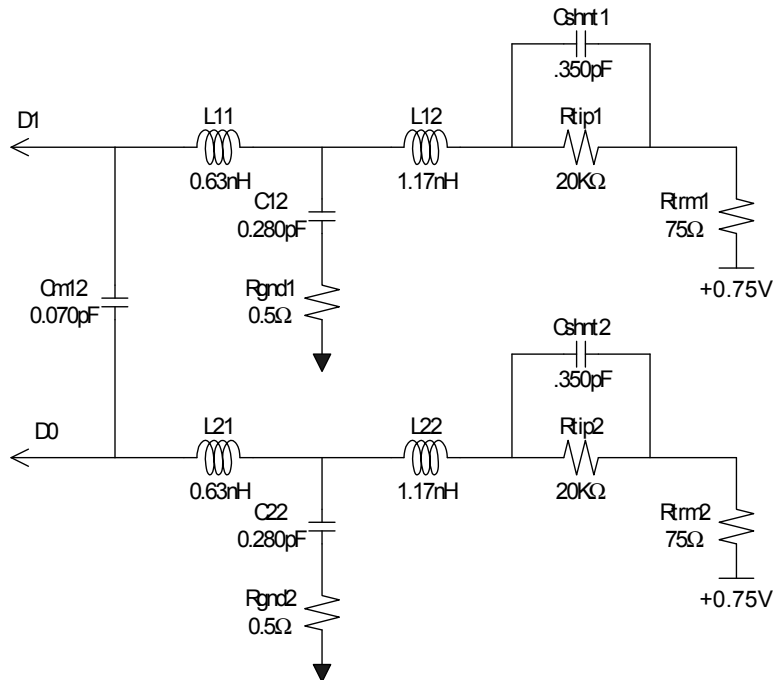 Cshnt1
.350pF
D1
L11
L12
Rtip1
0.63nH
1.17nH
20KΩ
C12
0.280pF
Rtrm1
75Ω
Cm12
0.070pF
Rgnd1
0.5Ω
+0.75V
Cshnt2
.350pF
D0
L21
L22
Rtip2
0.63nH
1.17nH
20KΩ
C22
0.280pF
Rtrm2
75Ω
Rgnd2
0.5Ω
+0.75V